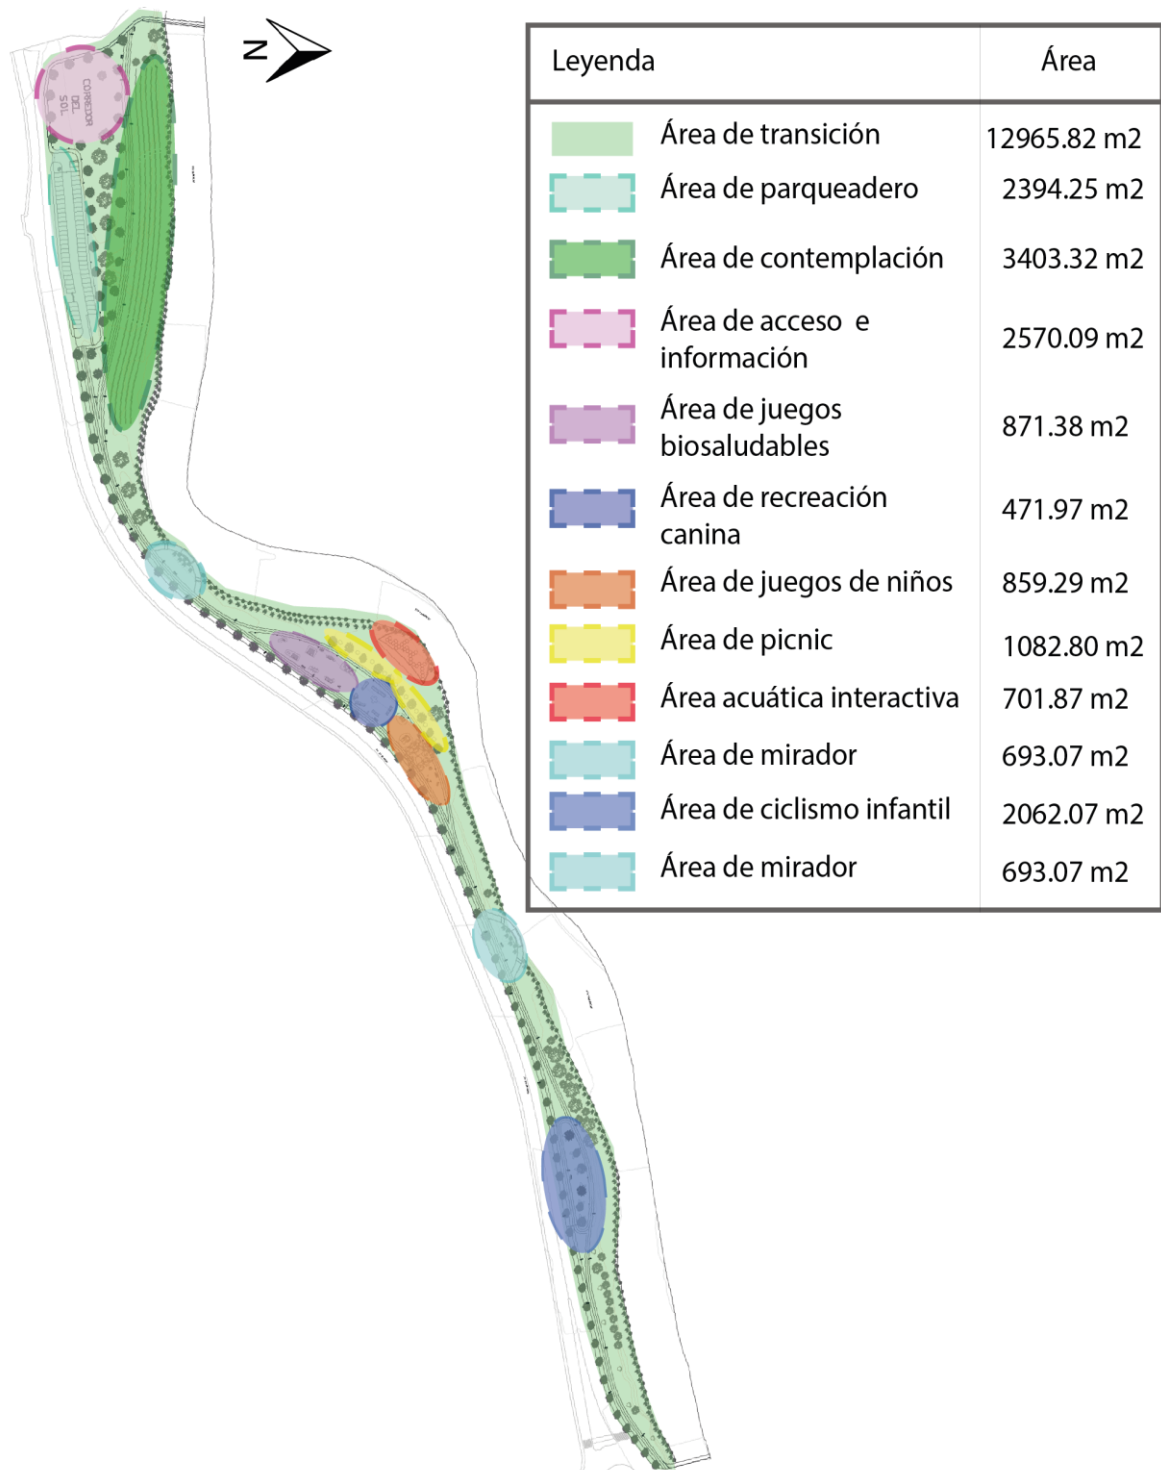 N
CORREDOR
DEL
SOL
Leyenda Área
Área de transición 12965.82 m2
Área de parqueadero 2394.25 m2
Área de contemplación 3403.32 m2
Área de acceso e
información 2570.09 m2
Área de juegos
biosaludables 871.38 m2
Área de recreación
canina 471.97 m2
Área de juegos de niños 859.29 m2
Área de picnic 1082.80 m2
Área acuática interactiva 701.87 m2
Área de mirador 693.07 m2
Área de ciclismo infantil 2062.07 m2
Área de mirador 693.07 m2